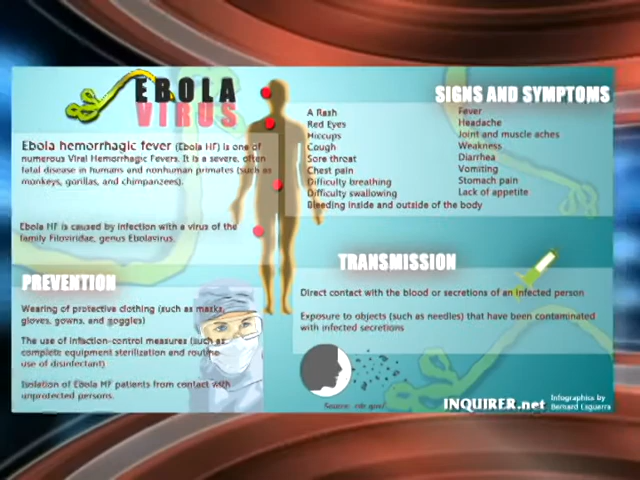 EBOLA
VIRUS
Ebola hemorrhagic fever (Ebola HF) is one of
numerous Viral Hemorrhagic Fevers. It is a severe, often
fatal disease in humans and nonhuman primates (such as
monkeys, gorillas, and chimpanzees).
Ebola HF is caused by infection with a virus of the
family Filoviridae, genus Ebolavirus.
SIGNS AND SYMPTOMS
A Rash
Red Eyes
Hiccups
Cough
Sore throat
Chest pain
Difficulty breathing
Difficulty swallowing
Bleeding inside and outside of the body
Fever
Headache
Joint and muscle aches
Weakness
Diarrhea
Vomiting
Stomach pain
Lack of appetite
PREVENTION
Wearing of protective clothing (such as masks,
gloves, gowns, and goggles)
The use of infection-control measures (such as
complete equipment sterilization and routine
use of disinfectant)
Isolation of Ebola HF patients from contact with
unprotected persons.
TRANSMISSION
Direct contact with the blood or secretions of an infected person
Exposure to objects (such as needles) that have been contaminated
with infected secretions
Source: cdc.gov/
INQUIRER.net
Infographics by
Bernard Esguerra